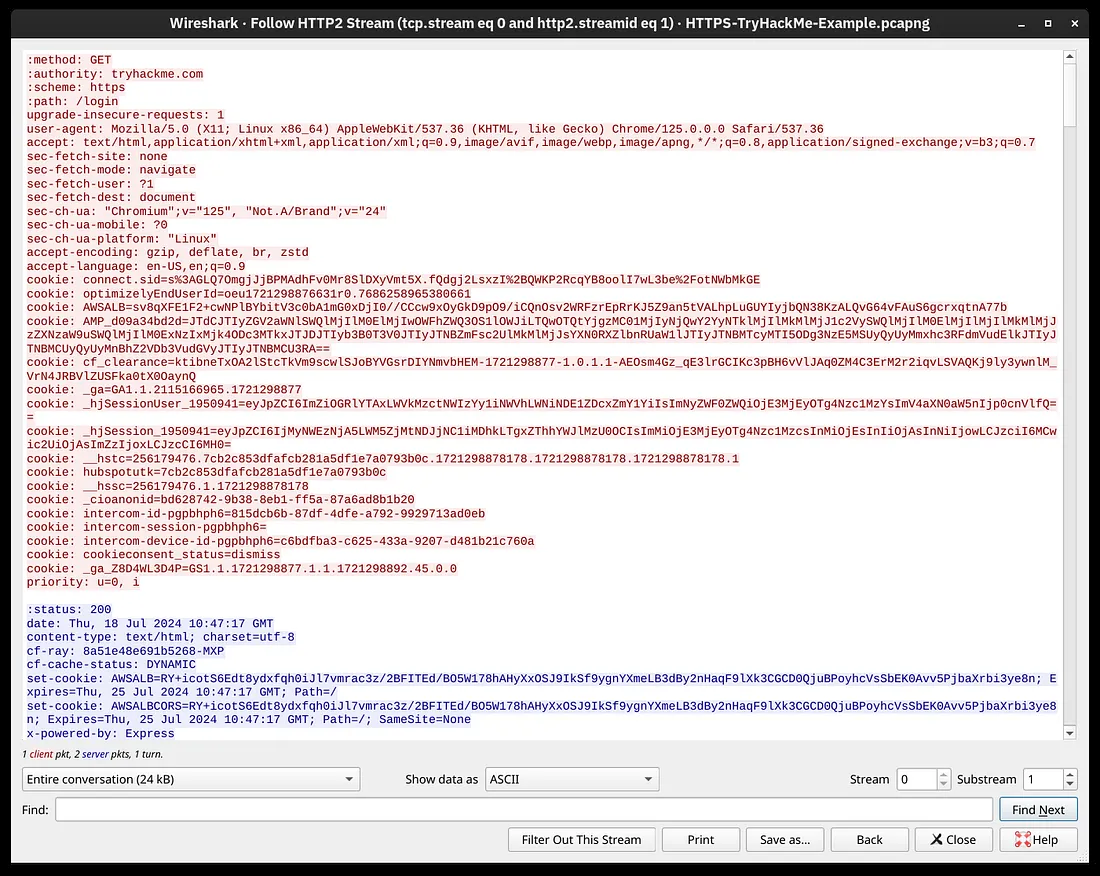 Wireshark · Follow HTTP2 Stream (tcp.stream eq 0 and http2.streamid eq 1) · HTTPS-TryHackMe-Example.pcapng
:method: GET
:authority: tryhackme.com
:scheme: https
:path: /login
upgrade-insecure-requests: 1
user-agent: Mozilla/5.0 (X11; Linux x86_64) AppleWebKit/537.36 (KHTML, like Gecko) Chrome/125.0.0.0 Safari/537.36
accept: text/html,application/xhtml+xml,application/xml;q=0.9,image/avif,image/webp,image/apng,*/*;q=0.8,application/signed-exchange;v=b3;q=0.7
sec-fetch-site: none
sec-fetch-mode: navigate
sec-fetch-user: ?1
sec-fetch-dest: document
sec-ch-ua: "Chromium";v="125", "Not.A/Brand";v="24"
sec-ch-ua-mobile: ?0
sec-ch-ua-platform: "Linux"
accept-encoding: gzip, deflate, br, zstd
accept-language: en-US,en;q=0.9
cookie: connect.sid=s%3AGLQ7OmgjJjBPMAdhFv0Mr8SlDXyVmt5X.fQdgj2LsxzI%2BQWKP2RcqYB8oolI7wL3be%2FotNWbMkGE
cookie: optimizelyEndUserId=oeu1721298876631r0.7686258965380061
cookie: AWSALB=sv8qXFE1F2+cwNPlBYbitV3c0bA1mG0xDjI0//CCcw9xOyGkD9pO9/iCQnOsv2WRFzrEpRrKJ5Z9an5tVALhpLuGUYIyjbQN38KzALQvG64vFAuS6gcrxqtnA77b
cookie: AMP_d09a34bd2d=JTdCJTIyZGV2aWNlSWQlMjIlM0ElMjIwOWFhZWQ3OS1lOWJiLTQwOTQtYjgzMC01MjIyNjQwY2YyNTklMjIlMkMlMjJ1c2VySWQlMjIlM0ElMjIlMjIlMkMlMjJ
zZXNzaW9uSWQlMjIlM0ExNzIxMjk4ODc3MTkxJTJDJTIyb3B0T3V0JTIyJTNBZmFsc2UlMkMlMjJsYXN0RXZlbnRUaW1lJTIyJTNBMTcyMTI5ODg3NzE5MSUyQyUyMmxhc3RFdmVudElkJTIyJ
TNBMCUyQyUyMnBhZ2VDb3VudGVyJTIyJTNBMCU3RA==
cookie: cf_clearance=ktibneTxOA2lStcTkVm9scwlSJoBYVGsrDIYNmvbHEM-1721298877-1.0.1.1-AEOsm4Gz_qE3lrGCIKc3pBH6vVlJAq0ZM4C3ErM2r2iqvLSVAQKj9ly3ywnlM_
VrN4JRBVlZUSFka0tX0OaynQ
cookie: _ga=GA1.1.2115166965.1721298877
cookie: _hjSessionUser_1950941=eyJpZCI6ImZiOGRlYTAxLWVkMzctNWIzYy1iNWVhLWNiNDE1ZDcxZmY1YiIsImNyZWF0ZWQiOjE3MjEyOTg4Nzc1MzYsImV4aXN0aW5nIjp0cnVlfQ=
=
cookie: _hjSession_1950941=eyJpZCI6IjMyNWEzNjA5LWM5ZjMtNDJjNC1iMDhkLTgxZThhYWJlMzU0OCIsImMiOjE3MjEyOTg4Nzc1MzcsInMiOjEsInIiOjAsInNiIjowLCJzciI6MCw
ic2UiOjAsImZzIjoxLCJzcCI6MH0=
cookie: __hstc=256179476.7cb2c853dfafcb281a5df1e7a0793b0c.1721298878178.1721298878178.1721298878178.1
cookie: hubspotutk=7cb2c853dfafcb281a5df1e7a0793b0c
cookie: __hssc=256179476.1.1721298878178
cookie: _cioanonid=bd628742-9b38-8eb1-ff5a-87a6ad8b1b20
cookie: intercom-id-pgpbhph6=815dcb6b-87df-4dfe-a792-9929713ad0eb
cookie: intercom-session-pgpbhph6=
cookie: intercom-device-id-pgpbhph6=c6bdfba3-c625-433a-9207-d481b21c760a
cookie: cookieconsent_status=dismiss
cookie: _ga_Z8D4WL3D4P=GS1.1.1721298877.1.1.1721298892.45.0.0
priority: u=0, i
:status: 200
date: Thu, 18 Jul 2024 10:47:17 GMT
content-type: text/html; charset=utf-8
cf-ray: 8a51e48e691b5268-MXP
cf-cache-status: DYNAMIC
set-cookie: AWSALB=RY+icotS6Edt8ydxfqh0iJl7vmrac3z/2BFITEd/BO5W178hAHyXxOSJ9IkSf9ygnYXmeLB3dBy2nHaqF9lXk3CGCD0QjuBPoyhcVsSbEK0Avv5PjbaXrbi3ye8n; E
xpires=Thu, 25 Jul 2024 10:47:17 GMT; Path=/
set-cookie: AWSALBCORS=RY+icotS6Edt8ydxfqh0iJl7vmrac3z/2BFITEd/BO5W178hAHyXxOSJ9IkSf9ygnYXmeLB3dBy2nHaqF9lXk3CGCD0QjuBPoyhcVsSbEK0Avv5PjbaXrbi3ye8
n; Expires=Thu, 25 Jul 2024 10:47:17 GMT; Path=/; SameSite=None
x-powered-by: Express
1 client pkt, 2 server pkts, 1 turn.
Entire conversation (24 kB) Show data as ASCII Stream 0 Substream 1
Find: Find Next
Filter Out This Stream Print Save as... Back Close Help